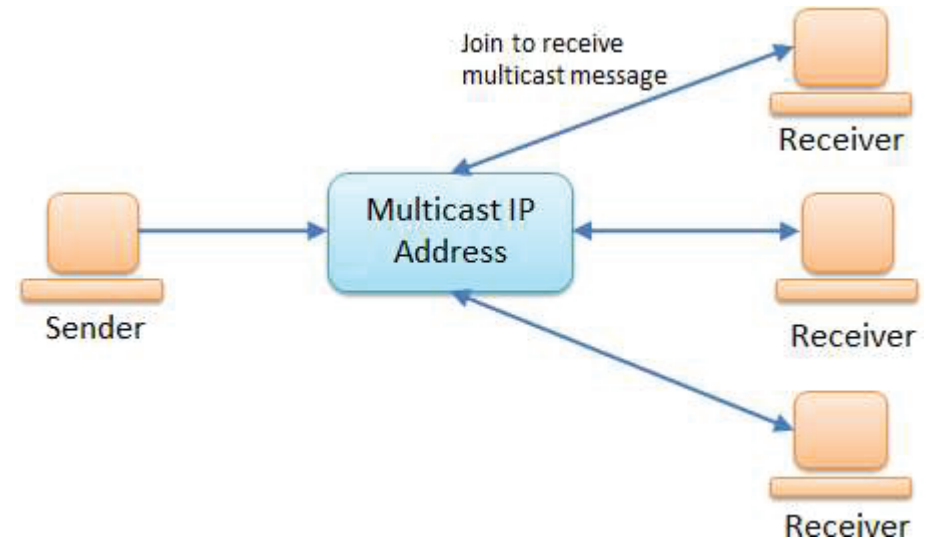 Join to receive
multicast message
Receiver
Multicast IP
Address
Sender
Receiver
Receiver